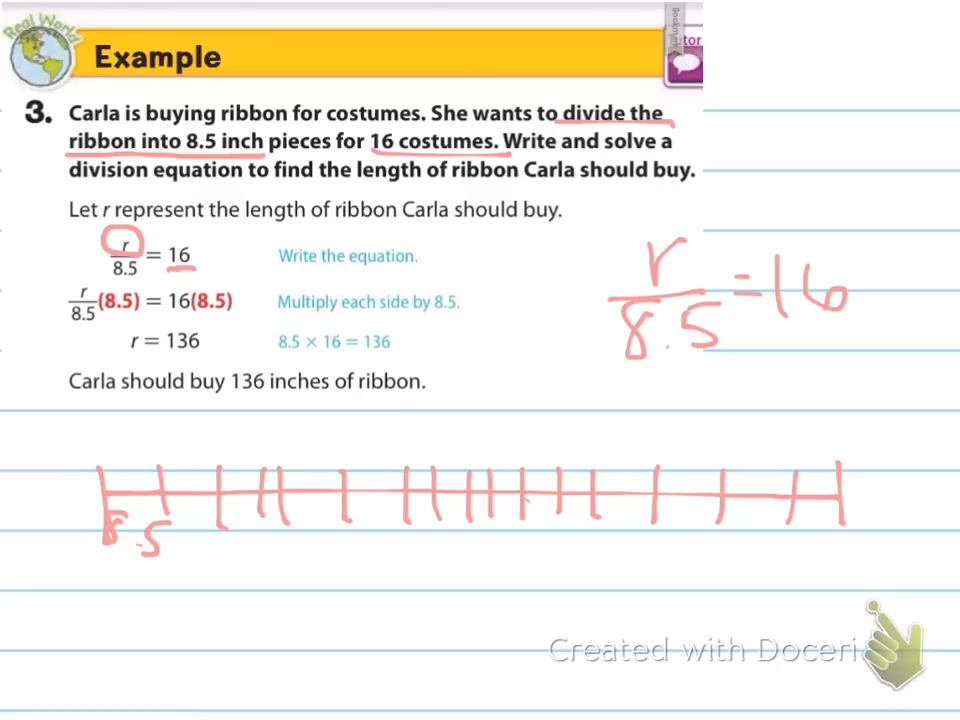 Real World
Example
Bookmark
Tutor
3. Carla is buying ribbon for costumes. She wants to divide the
ribbon into 8.5 inch pieces for 16 costumes. Write and solve a
division equation to find the length of ribbon Carla should buy.
Let r represent the length of ribbon Carla should buy.
r/8.5 = 16 Write the equation.
r/8.5 (8.5) = 16(8.5) Multiply each side by 8.5.
r = 136 8.5 × 16 = 136
Carla should buy 136 inches of ribbon.
r/8.5 = 16
8.5
Created with Doceri